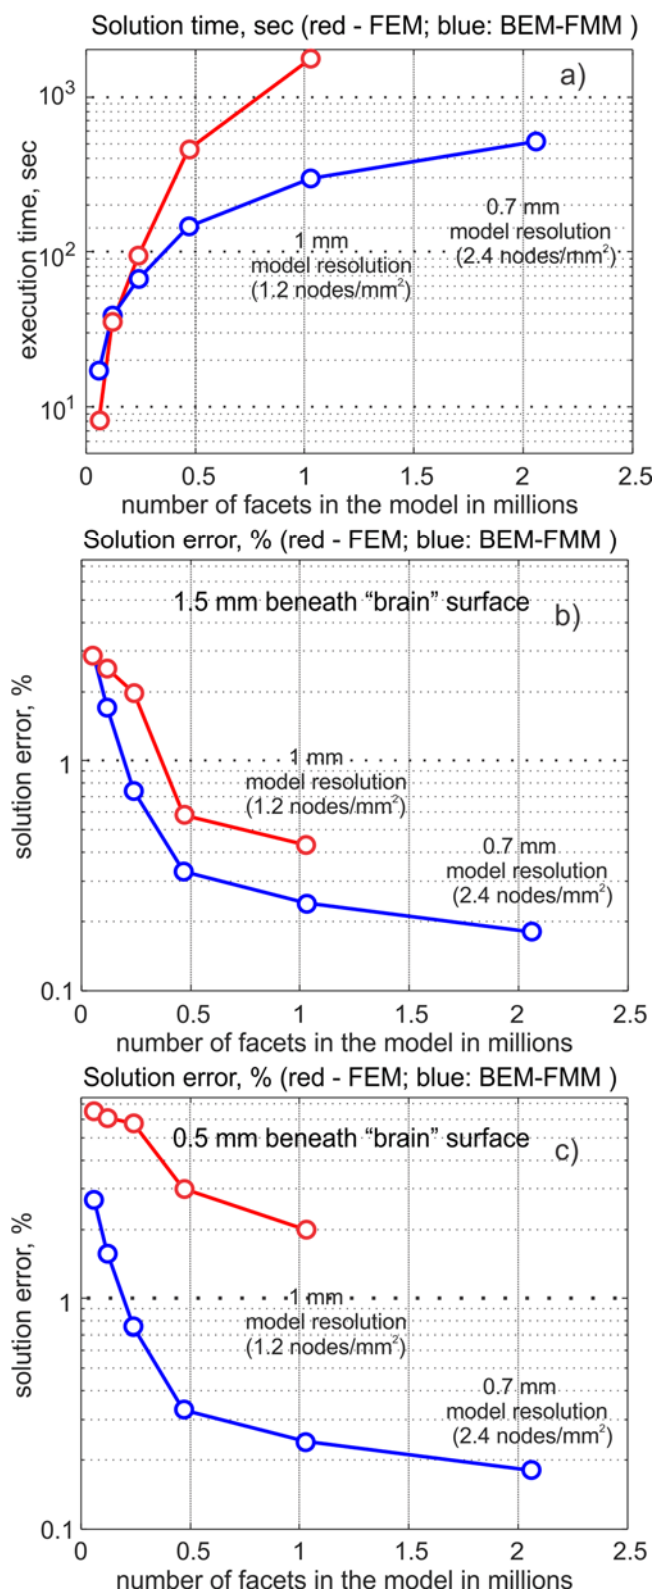 Solution time, sec (red - FEM; blue: BEM-FMM )
a)
10³
10²
10¹
execution time, sec
1 mm
model resolution
(1.2 nodes/mm²)
0.7 mm
model resolution
(2.4 nodes/mm²)
0 0.5 1 1.5 2 2.5
number of facets in the model in millions
Solution error, % (red - FEM; blue: BEM-FMM )
1.5 mm beneath “brain” surface
b)
1
0.1
solution error, %
1 mm
model resolution
(1.2 nodes/mm²)
0.7 mm
model resolution
(2.4 nodes/mm²)
0 0.5 1 1.5 2 2.5
number of facets in the model in millions
Solution error, % (red - FEM; blue: BEM-FMM )
0.5 mm beneath “brain” surface
c)
1
0.1
solution error, %
1 mm
model resolution
(1.2 nodes/mm²)
0.7 mm
model resolution
(2.4 nodes/mm²)
0 0.5 1 1.5 2 2.5
number of facets in the model in millions